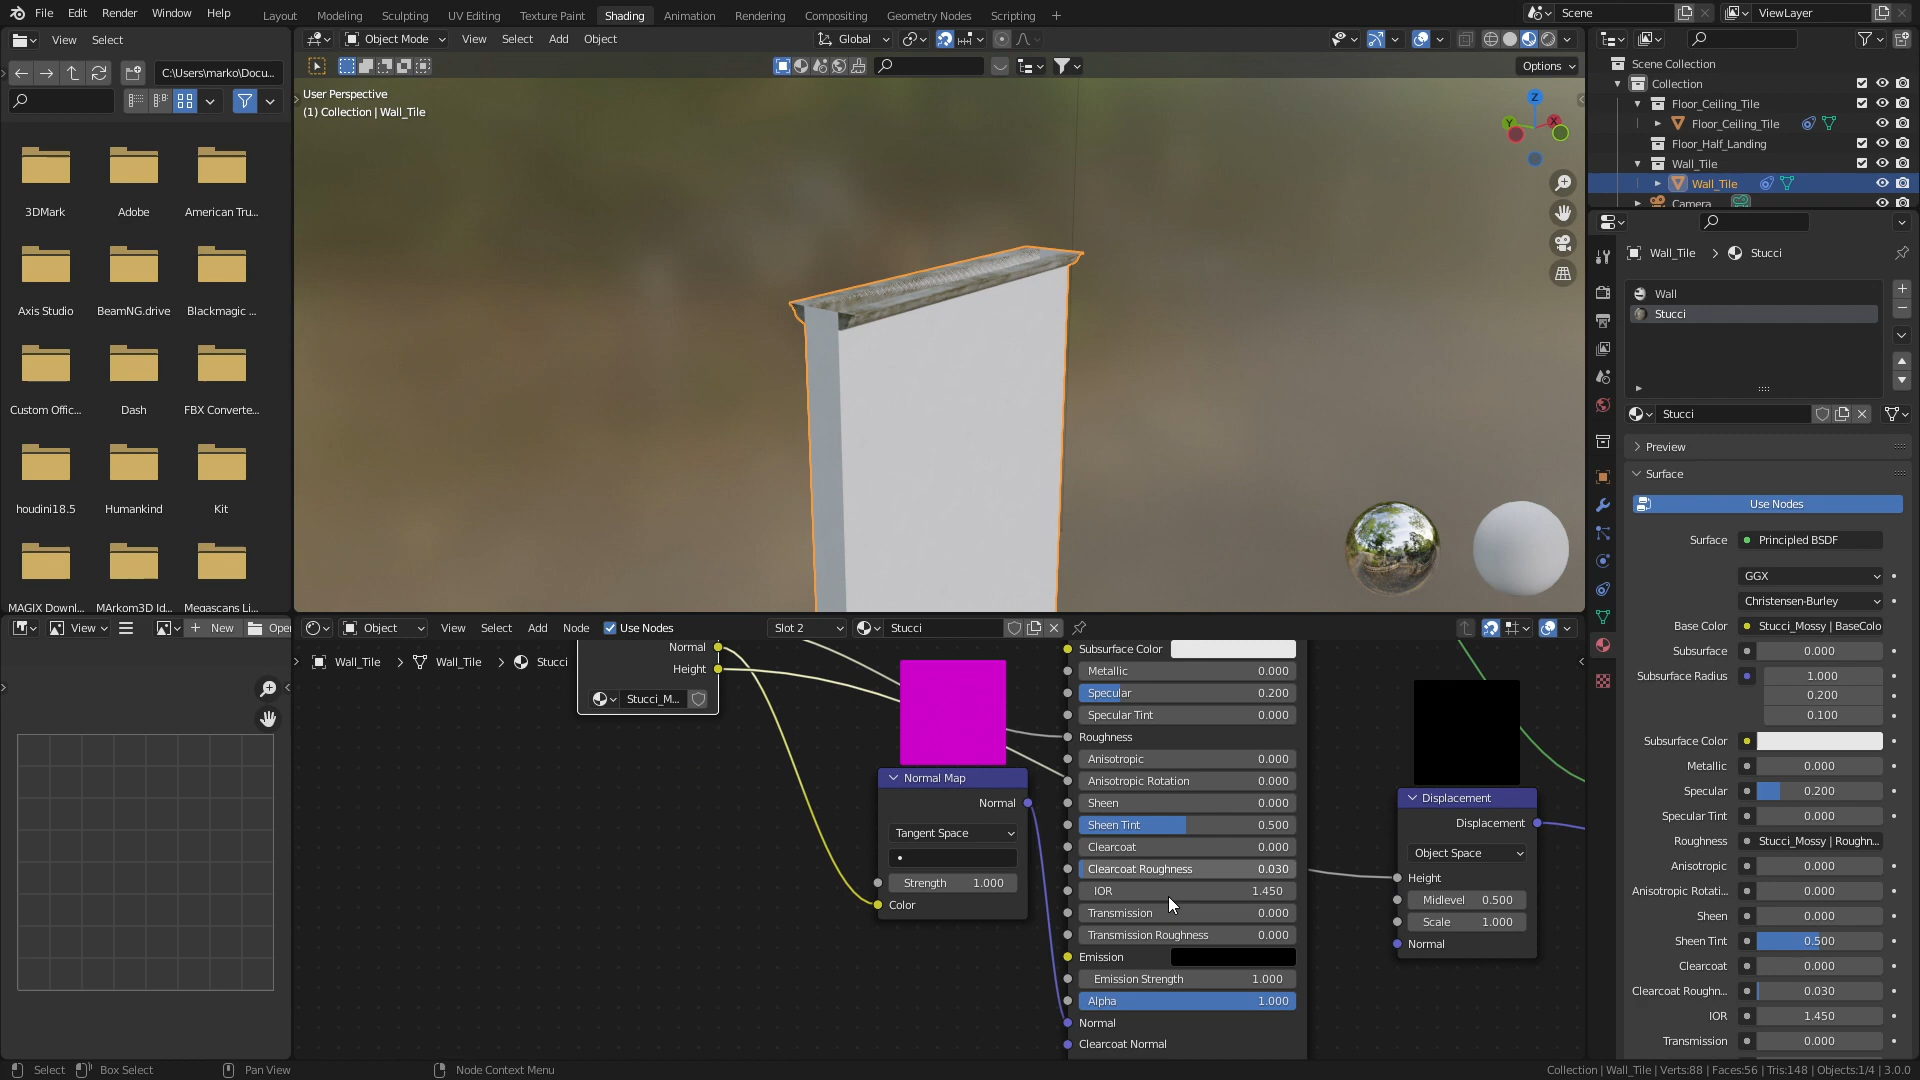 File Edit Render Window Help Layout Modeling Sculpting UV Editing Texture Paint Shading Animation Rendering Compositing Geometry Nodes Scripting + Scene ViewLayer
View Select
C:\Users\marko\Docu...
3DMark Adobe American Tru...
Axis Studio BeamNG.drive Blackmagic ...
Custom Offic... Dash FBX Converte...
houdini18.5 Humankind Kit
MAGIX Downl... MArkom3D Id... Megascans Li...
View New Open
Object Mode View Select Add Object Global
Options
User Perspective
(1) Collection | Wall_Tile
Z
Y X
Object View Select Add Node Use Nodes Slot 2 Stucci
Wall_Tile > Wall_Tile > Stucci
Normal
Height
Stucci_M...
Normal Map
Normal
Tangent Space
Strength 1.000
Color
Subsurface Color
Metallic 0.000
Specular 0.200
Specular Tint 0.000
Roughness
Anisotropic 0.000
Anisotropic Rotation 0.000
Sheen 0.000
Sheen Tint 0.500
Clearcoat 0.000
Clearcoat Roughness 0.030
IOR 1.450
Transmission 0.000
Transmission Roughness 0.000
Emission
Emission Strength 1.000
Alpha 1.000
Normal
Clearcoat Normal
Displacement
Displacement
Object Space
Height
Midlevel 0.500
Scale 1.000
Normal
Scene Collection
Collection
Floor_Ceiling_Tile
Floor_Ceiling_Tile
Floor_Half_Landing
Wall_Tile
Wall_Tile
Camera
Wall_Tile > Stucci
Wall
Stucci
Stucci
Preview
Surface
Use Nodes
Surface Principled BSDF
GGX
Christensen-Burley
Base Color Stucci_Mossy | BaseColo
Subsurface 0.000
Subsurface Radius 1.000
0.200
0.100
Subsurface Color
Metallic 0.000
Specular 0.200
Specular Tint 0.000
Roughness Stucci_Mossy | Roughn...
Anisotropic 0.000
Anisotropic Rotati... 0.000
Sheen 0.000
Sheen Tint 0.500
Clearcoat 0.000
Clearcoat Roughn... 0.030
IOR 1.450
Transmission 0.000
Select Box Select Pan View Node Context Menu Collection | Wall_Tile | Verts:88 | Faces:56 | Tris:148 | Objects:1/4 | 3.0.0